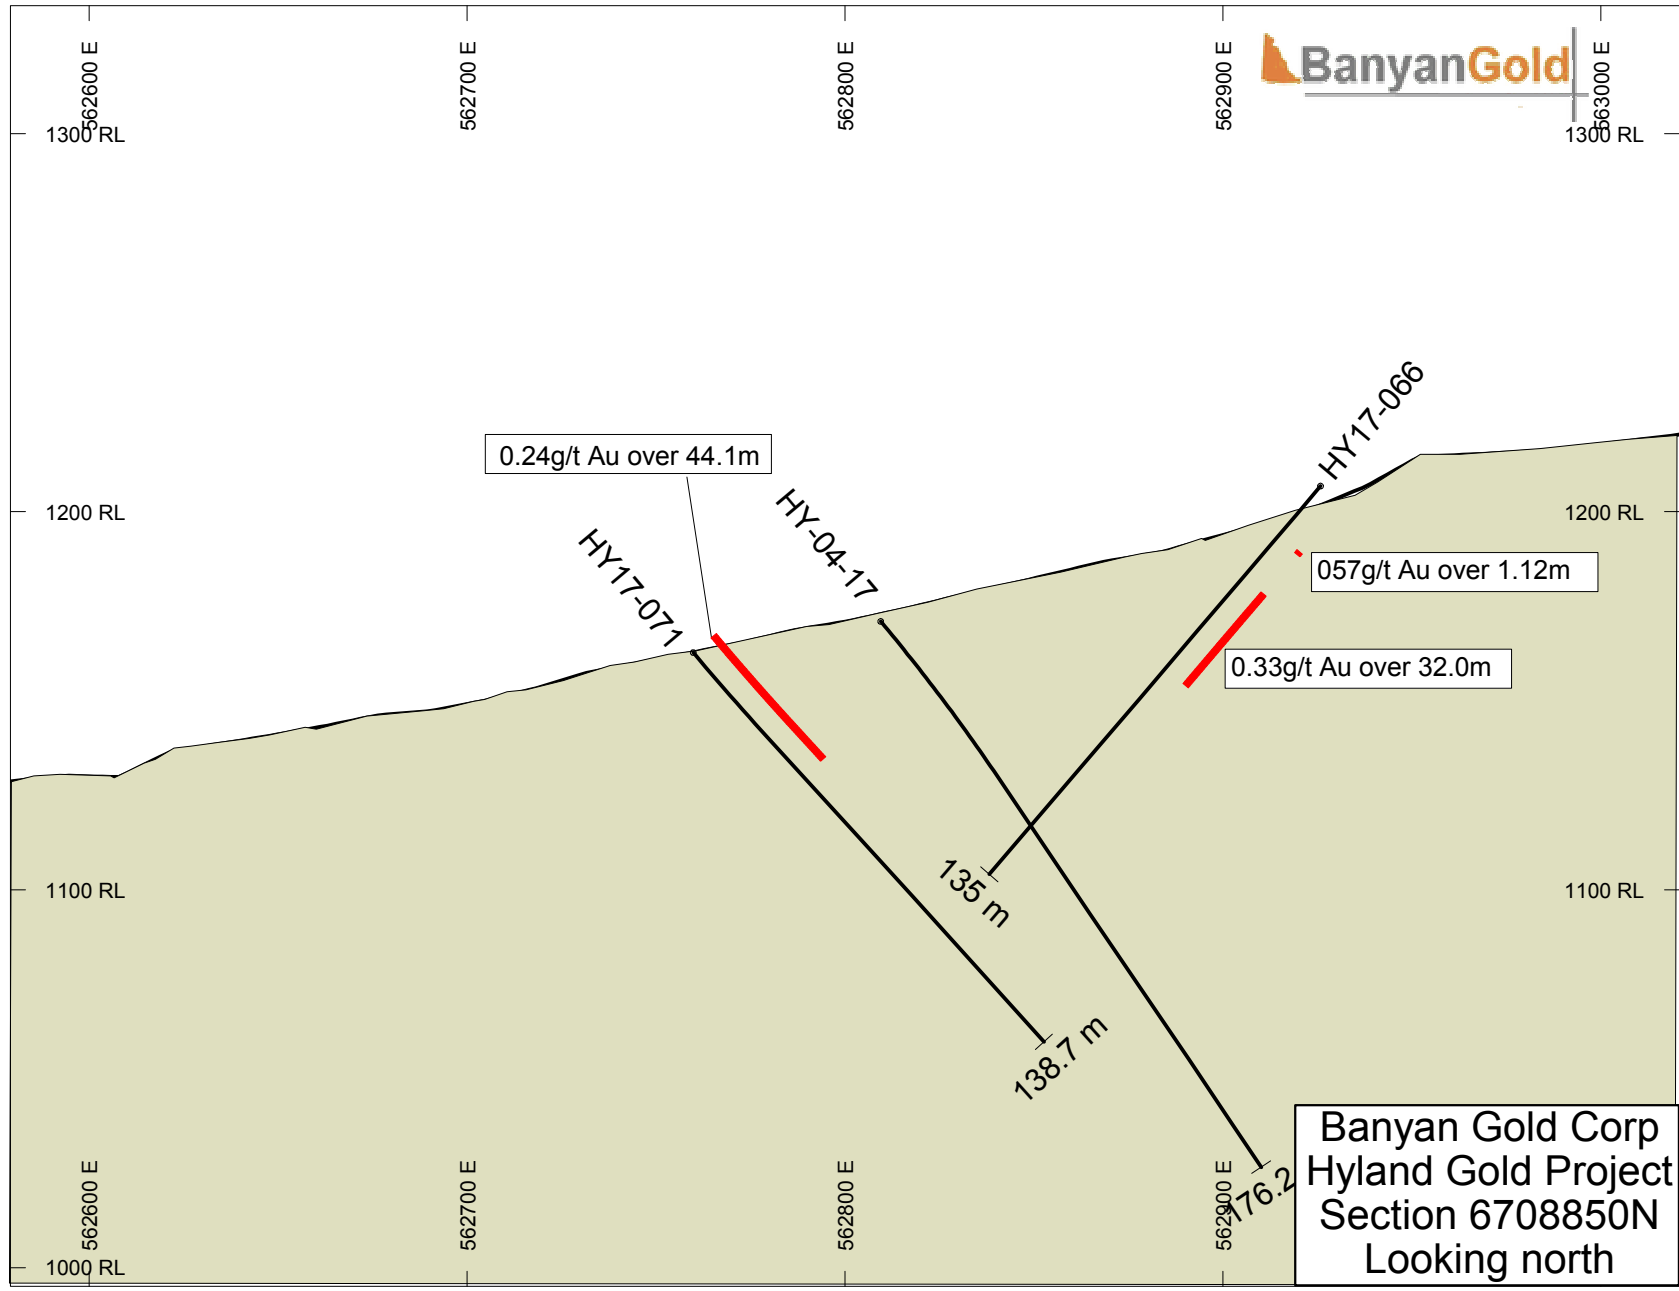 562600 E
562700 E
562800 E
562900 E
563000 E
BanyanGold
1300 RL
1300 RL
HY17-066
0.24g/t Au over 44.1m
HY-04-17
1200 RL
1200 RL
HY17-071
057g/t Au over 1.12m
0.33g/t Au over 32.0m
135 m
1100 RL
1100 RL
138.7 m
176.2
562600 E
562700 E
562800 E
562900 E
1000 RL
Banyan Gold Corp
Hyland Gold Project
Section 6708850N
Looking north